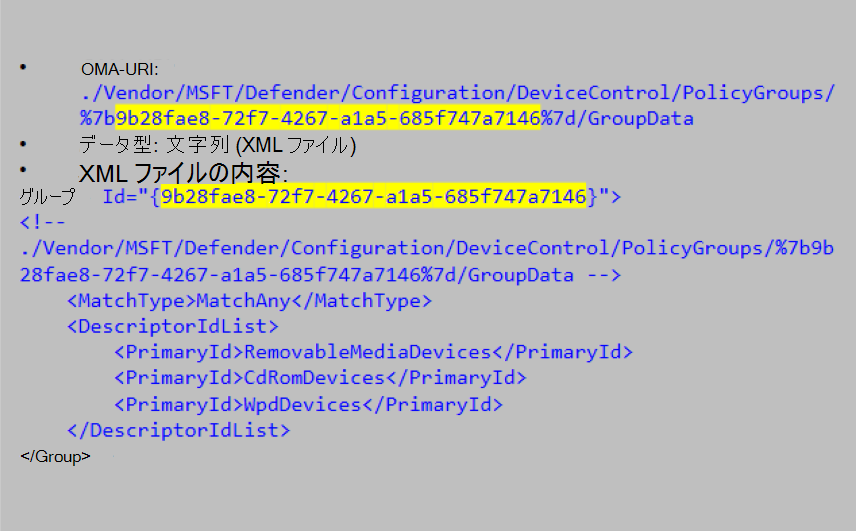 • OMA-URI:
./Vendor/MSFT/Defender/Configuration/DeviceControl/PolicyGroups/
%7b9b28fae8-72f7-4267-a1a5-685f747a7146%7d/GroupData
• データ型: 文字列 (XML ファイル)
• XML ファイルの内容:
グループ Id="{9b28fae8-72f7-4267-a1a5-685f747a7146}">
<!--
./Vendor/MSFT/Defender/Configuration/DeviceControl/PolicyGroups/%7b9b
28fae8-72f7-4267-a1a5-685f747a7146%7d/GroupData -->
<MatchType>MatchAny</MatchType>
<DescriptorIdList>
<PrimaryId>RemovableMediaDevices</PrimaryId>
<PrimaryId>CdRomDevices</PrimaryId>
<PrimaryId>WpdDevices</PrimaryId>
</DescriptorIdList>
</Group>